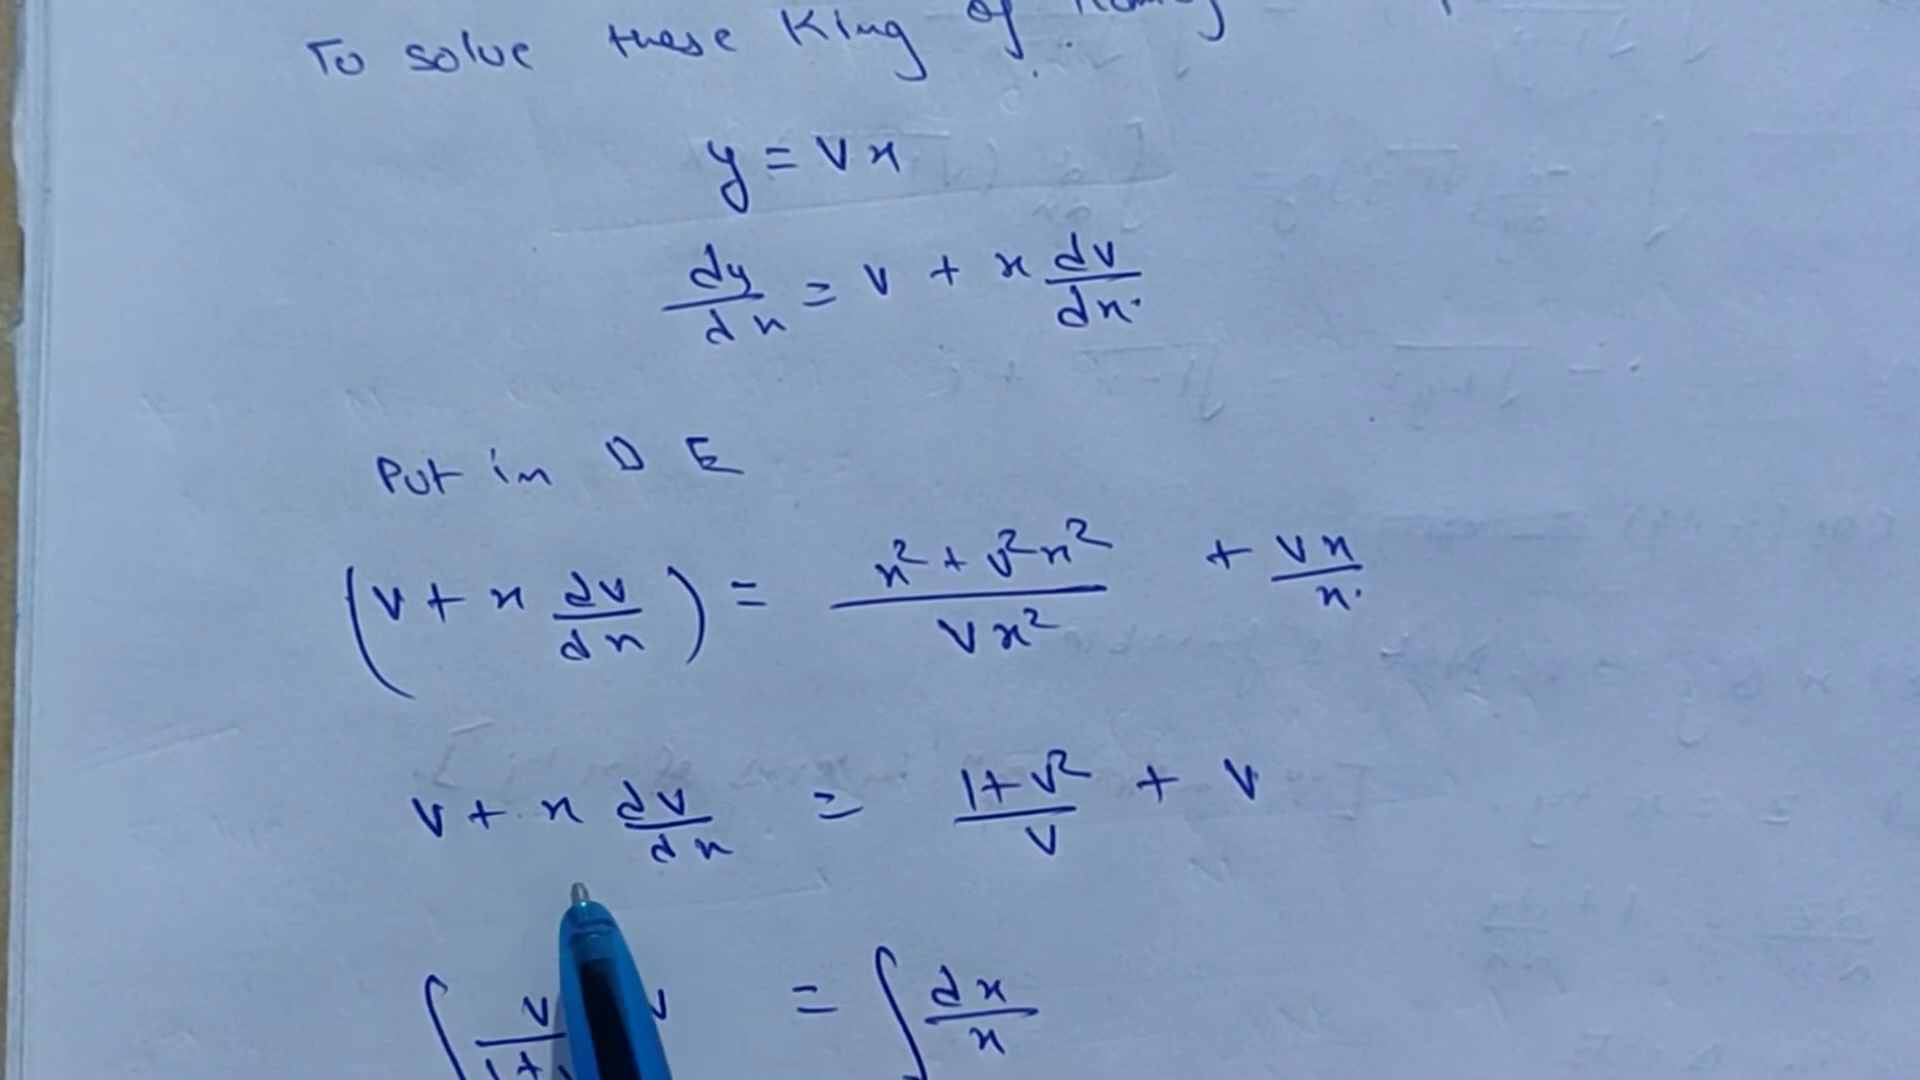 To solve these King of
y = vx
dy/dx = v + x dv/dx.
Put in D E
(v + x dv/dx) = (x² + v²x²)/(vx²) + vx/x.
v + x dv/dx = (1+v²)/v + v
∫ v = ∫ dx/x